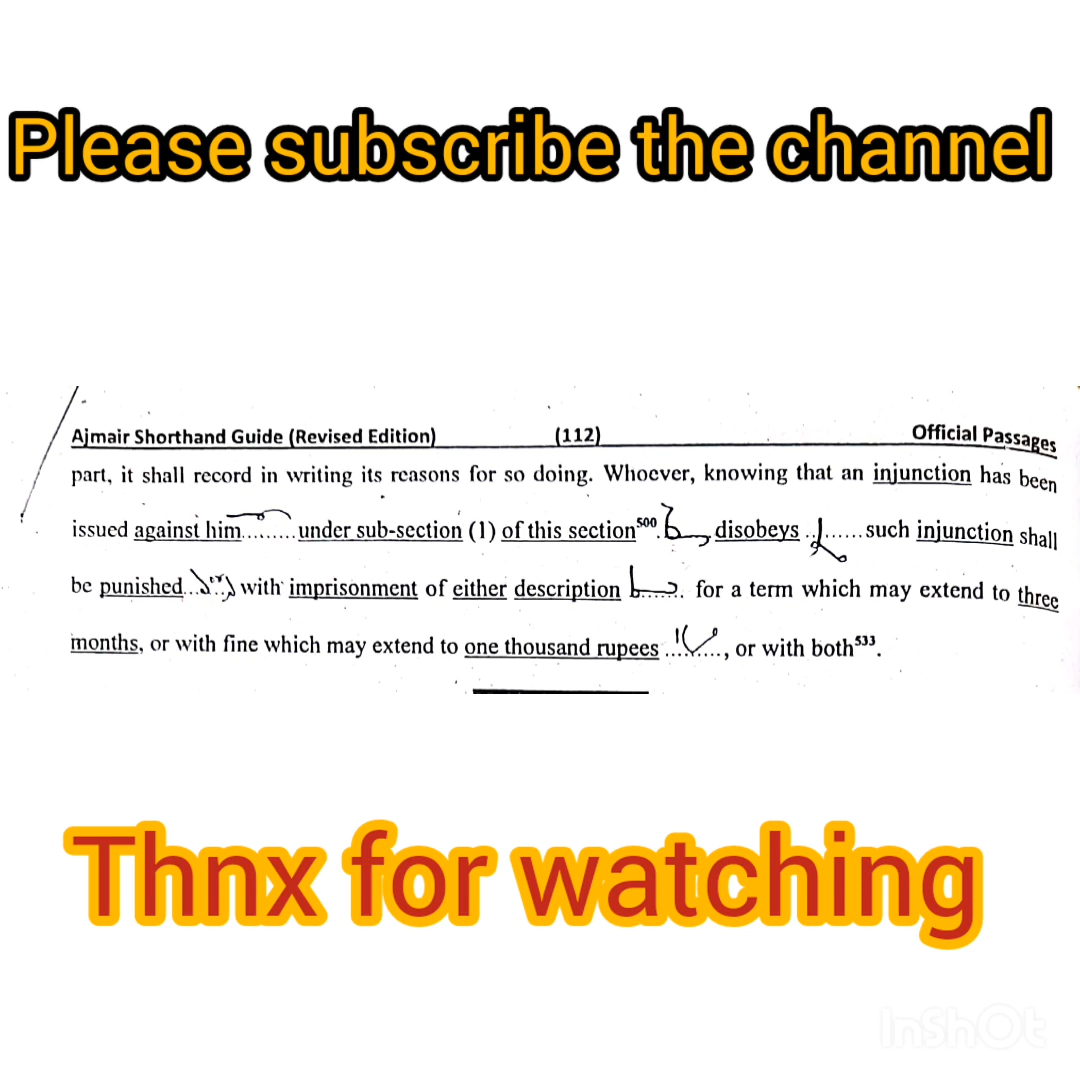 Please subscribe the channel
Ajmair Shorthand Guide (Revised Edition) (112) Official Passages
part, it shall record in writing its reasons for so doing. Whoever, knowing that an injunction has been
issued against him......... under sub-section (1) of this section⁵⁰⁰. disobeys ........ such injunction shall
be punished... with imprisonment of either description ...... for a term which may extend to three
months, or with fine which may extend to one thousand rupees ........., or with both⁵³³.
Thnx for watching
InShOt